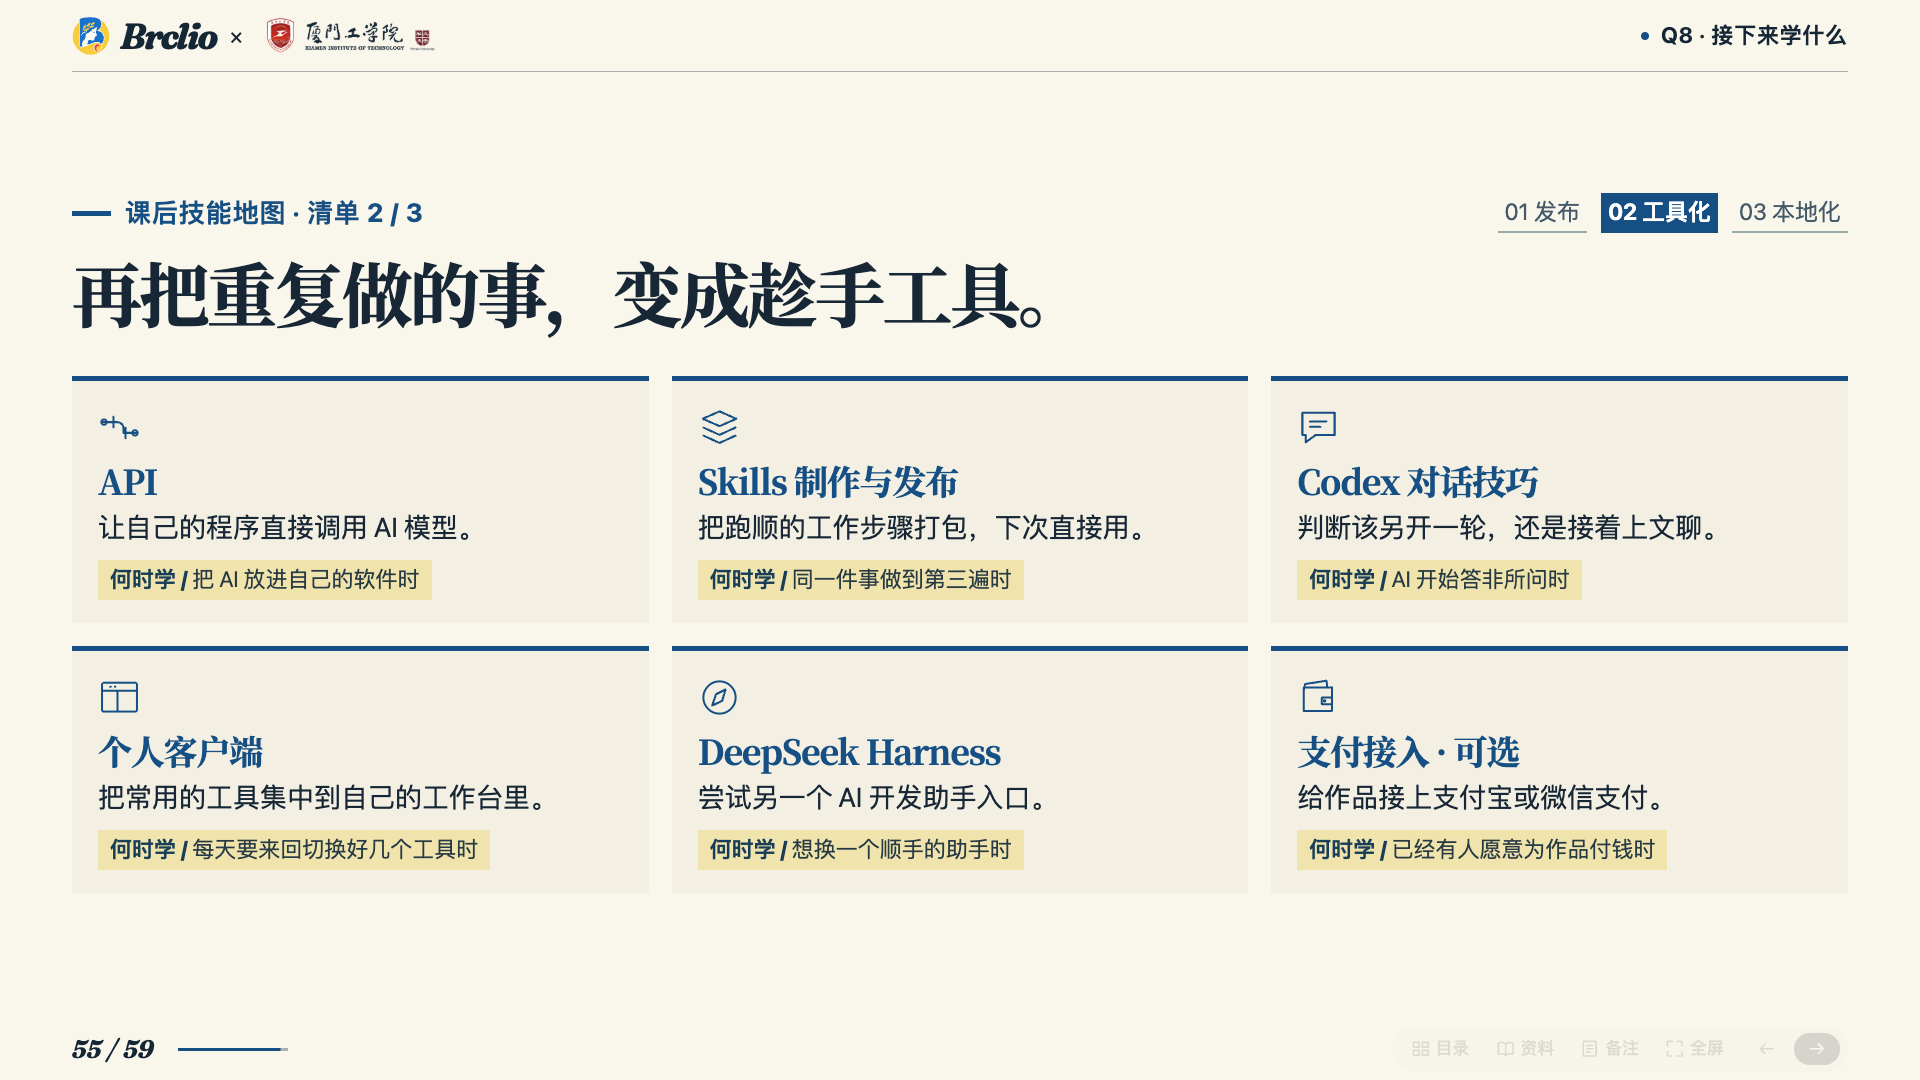 Brclio × 厦门工学院
XIAMEN INSTITUTE OF TECHNOLOGY
Q8 · 接下来学什么
课后技能地图 · 清单 2 / 3
01 发布
02 工具化
03 本地化
再把重复做的事，变成趁手工具。
API
让自己的程序直接调用 AI 模型。
何时学 / 把 AI 放进自己的软件时
Skills 制作与发布
把跑顺的工作步骤打包，下次直接用。
何时学 / 同一件事做到第三遍时
Codex 对话技巧
判断该另开一轮，还是接着上文聊。
何时学 / AI 开始答非所问时
个人客户端
把常用的工具集中到自己的工作台里。
何时学 / 每天要来回切换好几个工具时
DeepSeek Harness
尝试另一个 AI 开发助手入口。
何时学 / 想换一个顺手的助手时
支付接入 · 可选
给作品接上支付宝或微信支付。
何时学 / 已经有人愿意为作品付钱时
55 / 59
目录
资料
备注
全屏